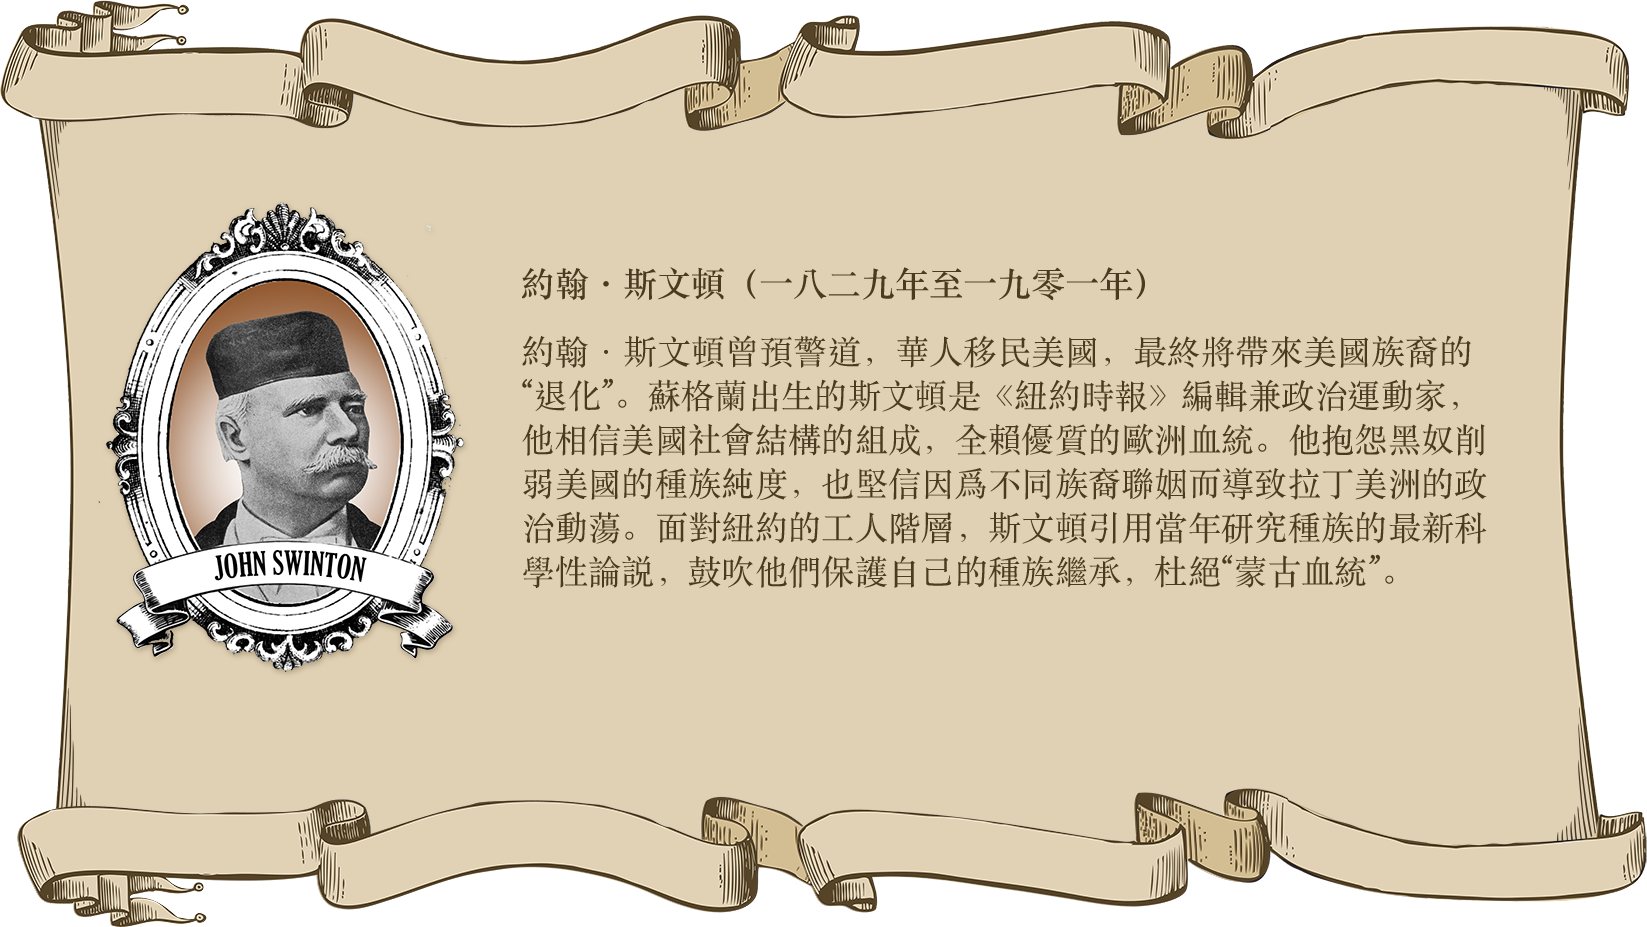 JOHN SWINTON
約翰・斯文頓（一八二九年至一九零一年）
約翰・斯文頓曾預警道，華人移民美國，最終將帶來美國族裔的
“退化”。蘇格蘭出生的斯文頓是《紐約時報》編輯兼政治運動家，
他相信美國社會結構的組成，全賴優質的歐洲血統。他抱怨黑奴削
弱美國的種族純度，也堅信因爲不同族裔聯姻而導致拉丁美洲的政
治動蕩。面對紐約的工人階層，斯文頓引用當年研究種族的最新科
學性論説，鼓吹他們保護自己的種族繼承，杜絕“蒙古血統”。